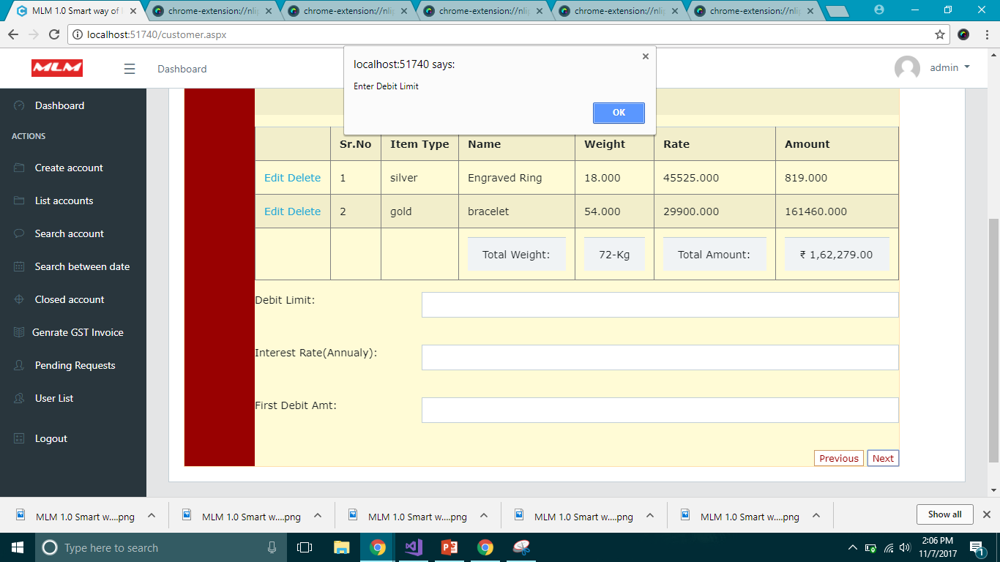 MLM 1.0 Smart way of
chrome-extension://nli
chrome-extension://nli
chrome-extension://nli
chrome-extension://nli
chrome-extension://nli
localhost:51740/customer.aspx
MLM
Dashboard
admin
localhost:51740 says:
Enter Debit Limit
OK
Dashboard
ACTIONS
Create account
List accounts
Search account
Search between date
Closed account
Genrate GST Invoice
Pending Requests
User List
Logout
Sr.No Item Type Name Weight Rate Amount
Edit Delete 1 silver Engraved Ring 18.000 45525.000 819.000
Edit Delete 2 gold bracelet 54.000 29900.000 161460.000
Total Weight: 72-Kg Total Amount: ₹ 1,62,279.00
Debit Limit:
Interest Rate(Annualy):
First Debit Amt:
Previous Next
MLM 1.0 Smart w....png
MLM 1.0 Smart w....png
MLM 1.0 Smart w....png
MLM 1.0 Smart w....png
MLM 1.0 Smart w....png
Show all
Type here to search
2:06 PM
11/7/2017
1